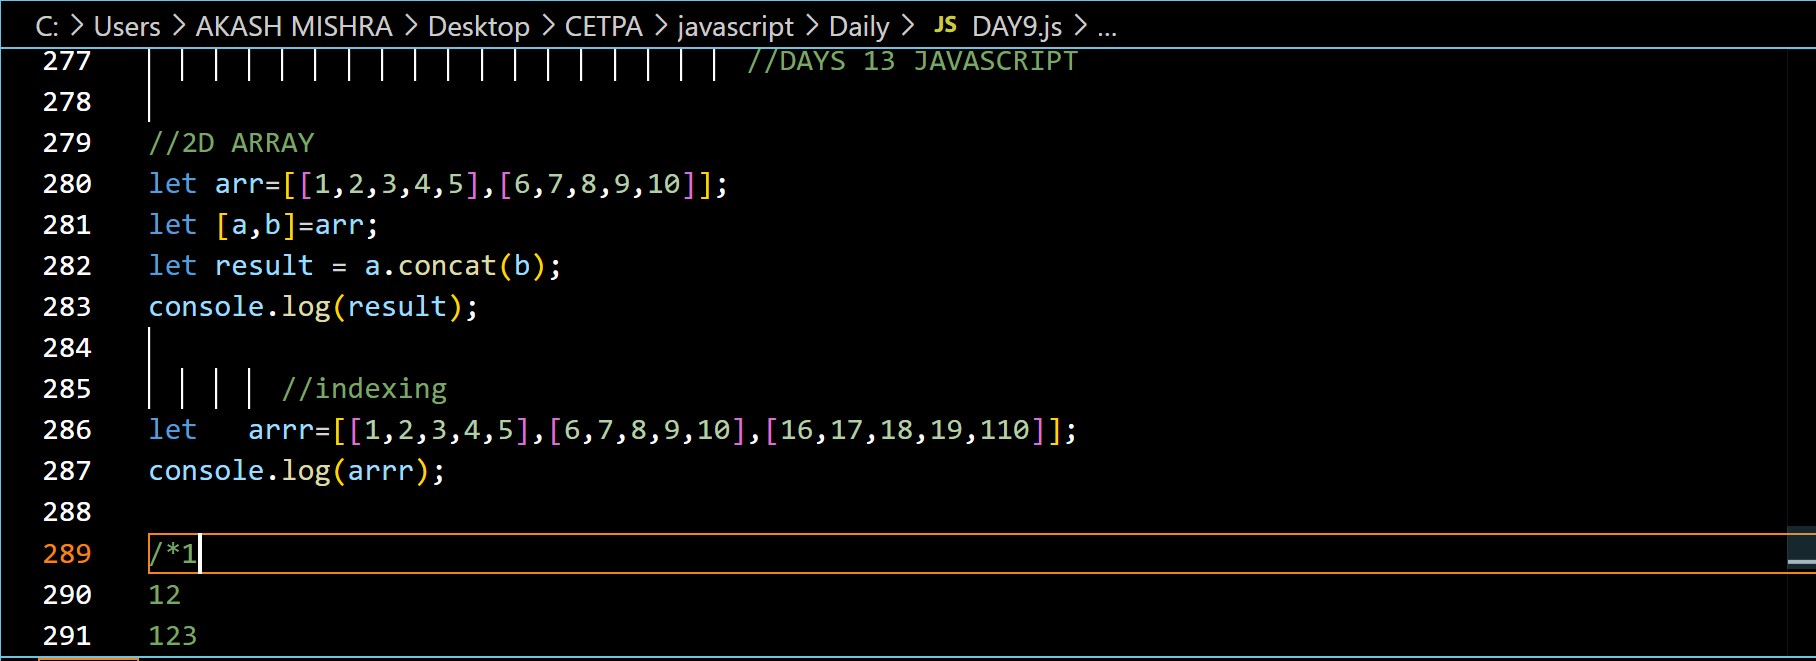 C: > Users > AKASH MISHRA > Desktop > CETPA > javascript > Daily > JS DAY9.js > ...
277 //DAYS 13 JAVASCRIPT
278
279 //2D ARRAY
280 let arr=[[1,2,3,4,5],[6,7,8,9,10]];
281 let [a,b]=arr;
282 let result = a.concat(b);
283 console.log(result);
284
285 //indexing
286 let   arrr=[[1,2,3,4,5],[6,7,8,9,10],[16,17,18,19,110]];
287 console.log(arrr);
288
289 /*1
290 12
291 123